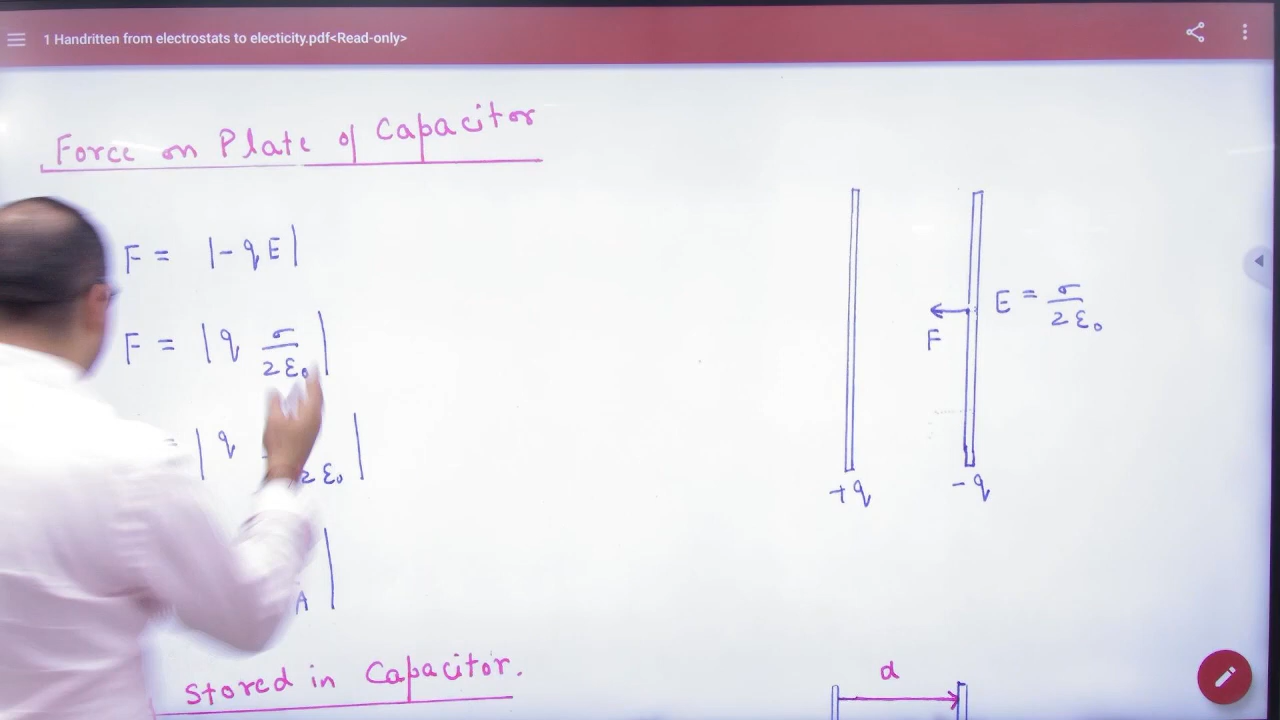 1 Handritten from electrostats to electicity.pdf<Read-only>
Force on Plate of Capacitor
F = |-qE|
F = |q σ/2ε₀|
= |q 2ε₀|
A|
E = σ/2ε₀
F
+q -q
Stored in Capacitor.
d